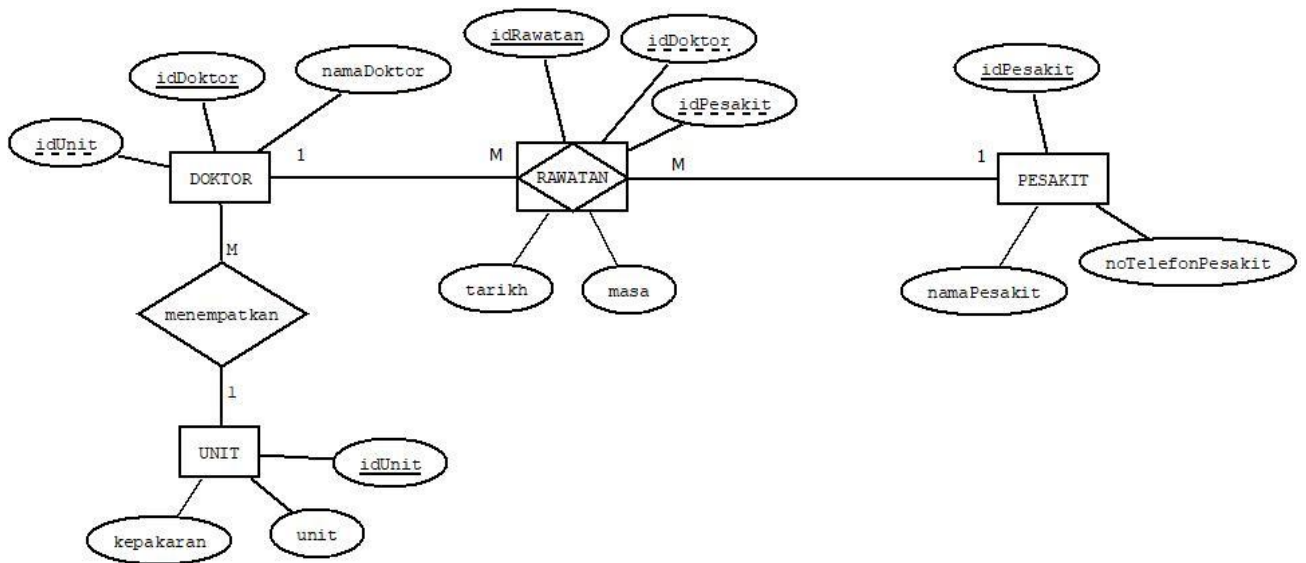 idRawatan
idDoktor
idDoktor
namaDoktor
idPesakit
idPesakit
idUnit
1
M
M
1
DOKTOR
RAWATAN
PESAKIT
M
noTelefonPesakit
tarikh
masa
namaPesakit
menempatkan
1
UNIT
idUnit
kepakaran
unit